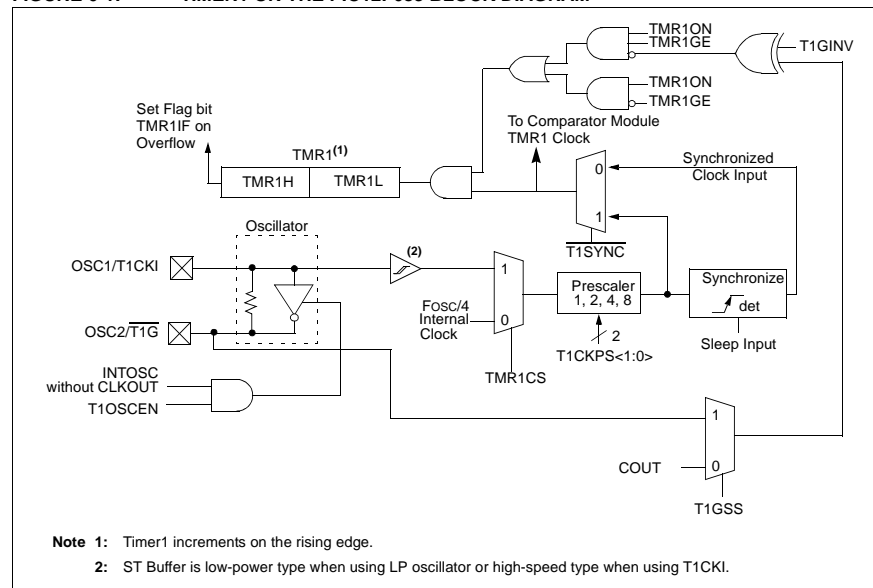 TMR1ON
TMR1GE
T1GINV
TMR1ON
TMR1GE
To Comparator Module
TMR1 Clock
Set Flag bit
TMR1IF on
Overflow
TMR1(1)
TMR1H
TMR1L
0
1
T1SYNC
Synchronized
Clock Input
Oscillator
(2)
OSC1/T1CKI
OSC2/T1G
1
0
FOSC/4
Internal
Clock
TMR1CS
Prescaler
1, 2, 4, 8
2
T1CKPS<1:0>
Synchronize
det
Sleep Input
INTOSC
without CLKOUT
T1OSCEN
1
0
COUT
T1GSS
Note 1: Timer1 increments on the rising edge.
2: ST Buffer is low-power type when using LP oscillator or high-speed type when using T1CKI.